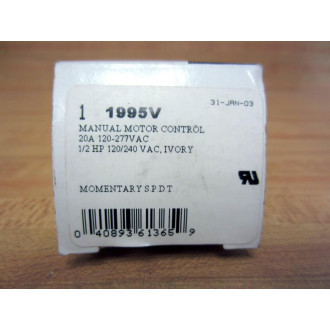 31-JAN-03
1 1995V
MANUAL MOTOR CONTROL
20A 120-277VAC
1/2 HP 120/240 VAC, IVORY
MOMENTARY S.P.D.T
0 40893 61365 9